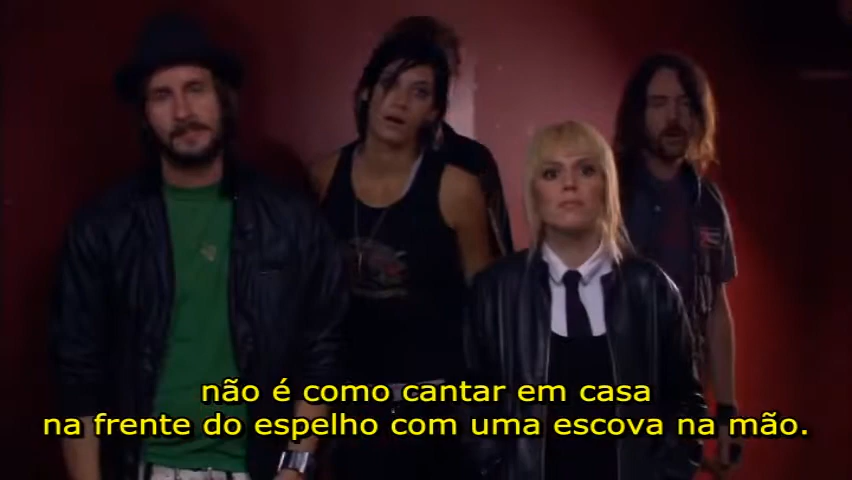 não é como cantar em casa
na frente do espelho com uma escova na mão.